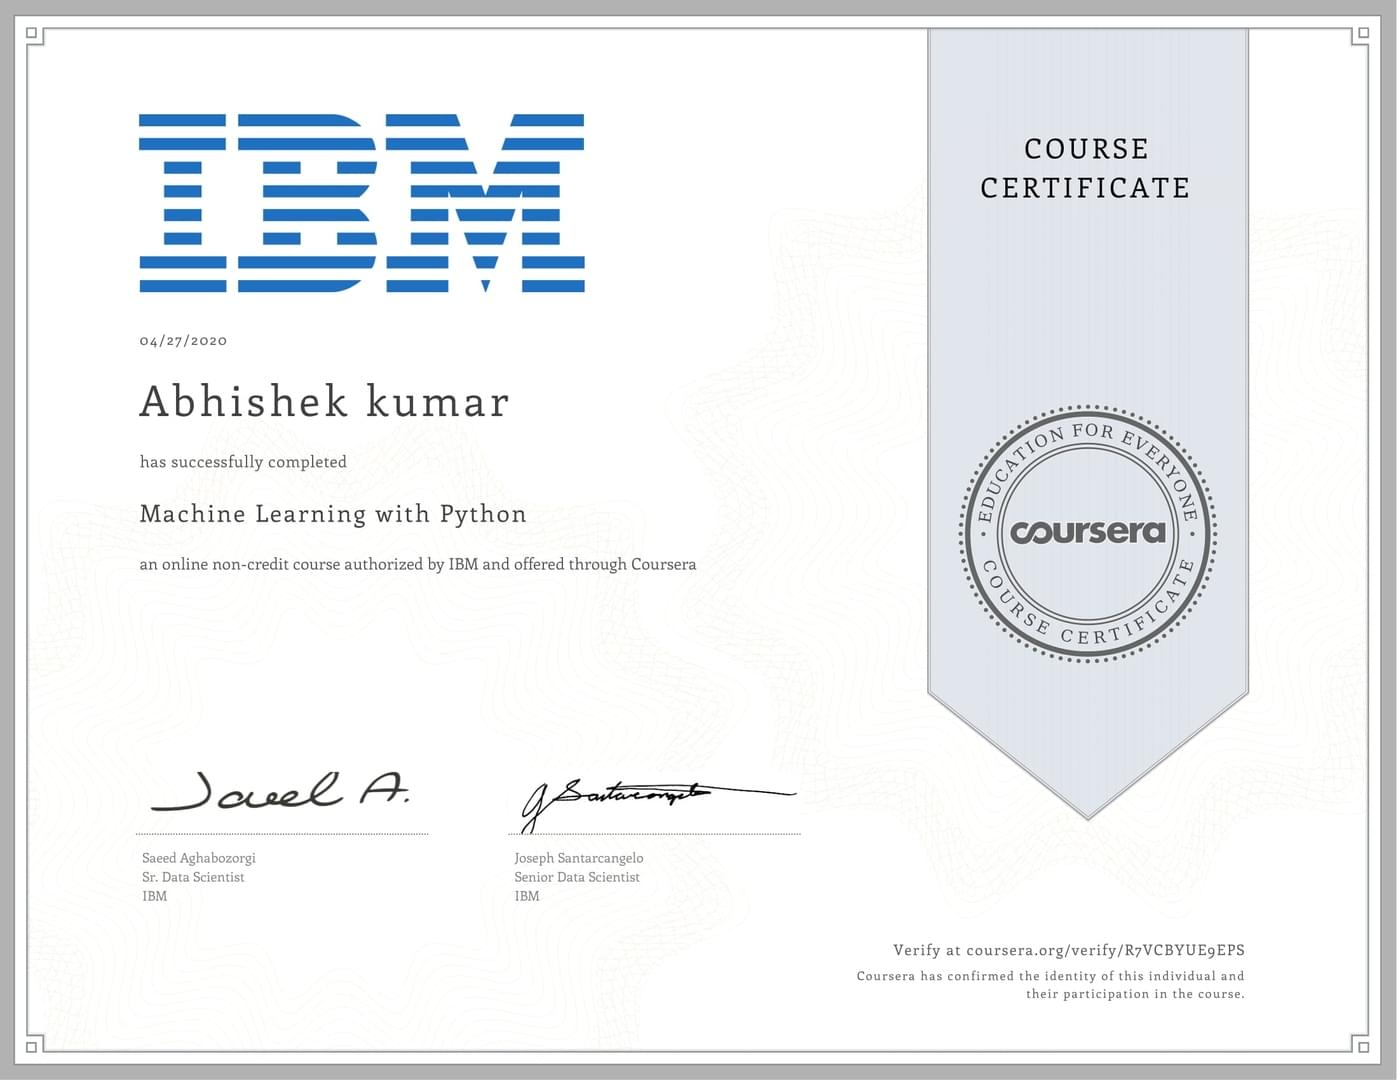 IBM
04/27/2020
Abhishek kumar
has successfully completed
Machine Learning with Python
an online non-credit course authorized by IBM and offered through Coursera
COURSE
CERTIFICATE
EDUCATION FOR EVERYONE
coursera
COURSE CERTIFICATE
Saeed A.
J Santarcangelo
Saeed Aghabozorgi
Sr. Data Scientist
IBM
Joseph Santarcangelo
Senior Data Scientist
IBM
Verify at coursera.org/verify/R7VCBYUE9EPS
Coursera has confirmed the identity of this individual and
their participation in the course.